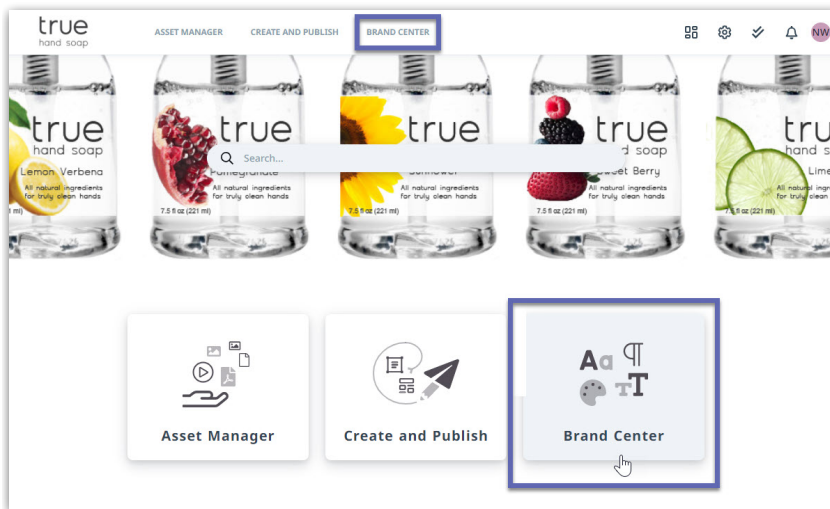 true
hand soap
ASSET MANAGER
CREATE AND PUBLISH
BRAND CENTER
NW
true
hand soap
Lemon Verbena
All natural ingredients
for truly clean hands
true
All natural ingredients
for truly clean hands
7.5 fl oz (221 ml)
true
All natural ingredients
for truly clean hands
7.5 fl oz (221 ml)
true
soap
Sweet Berry
All natural ingredients
for truly clean hands
7.5 fl oz (221 ml)
hand
Lime
All natural ingredients
for truly clean hands
7.5 fl oz (221 ml)
Search...
Aa
TT
Asset Manager
Create and Publish
Brand Center